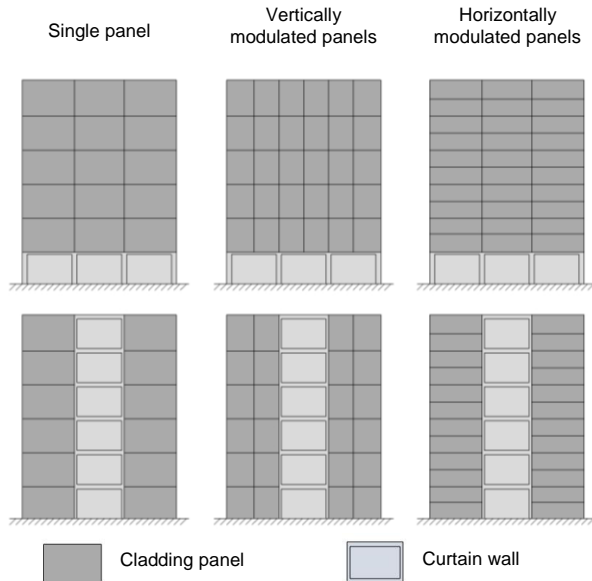 Single panel
Vertically
modulated panels
Horizontally
modulated panels
Cladding panel
Curtain wall